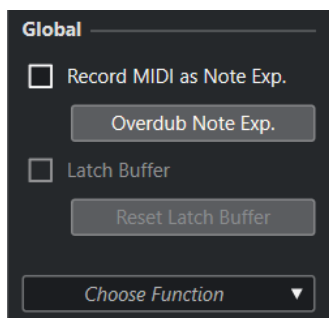 Global
Record MIDI as Note Exp.
Overdub Note Exp.
Latch Buffer
Reset Latch Buffer
Choose Function